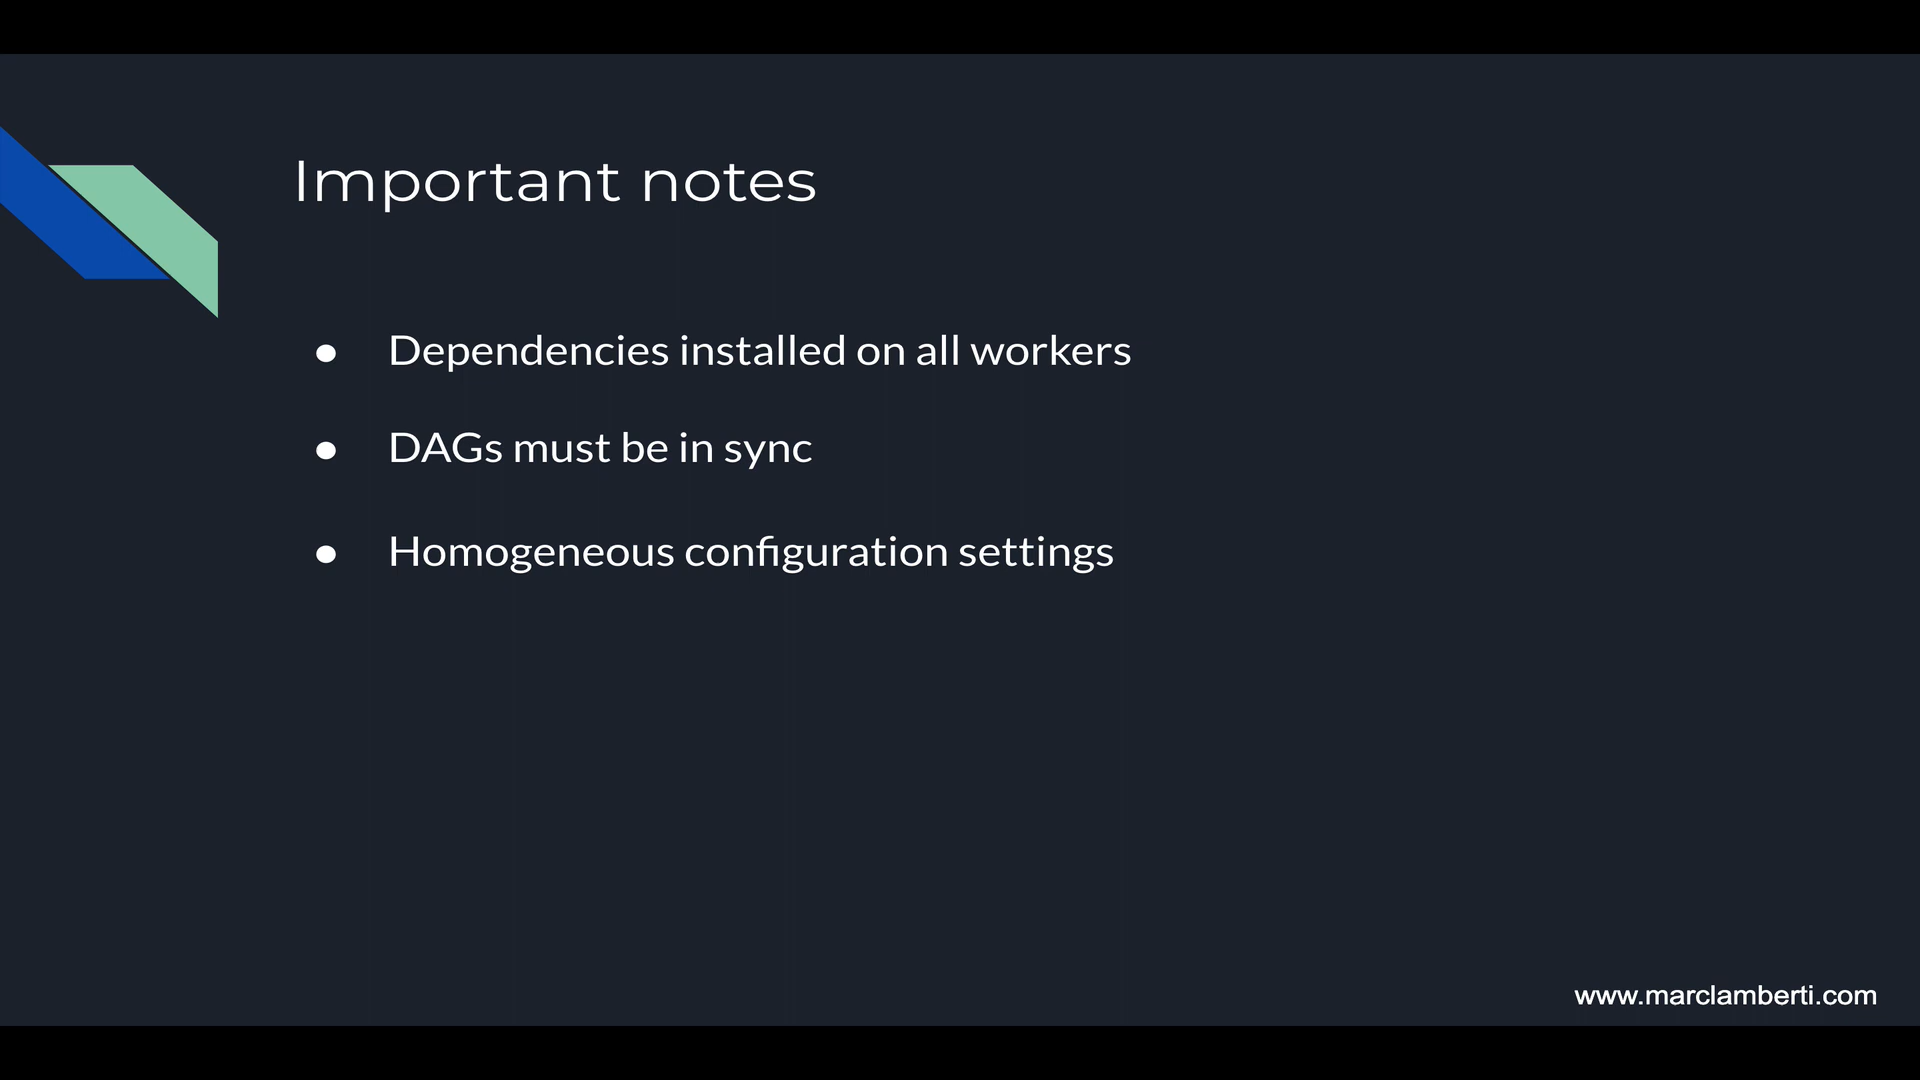 Important notes
● Dependencies installed on all workers
● DAGs must be in sync
● Homogeneous configuration settings
www.marclamberti.com